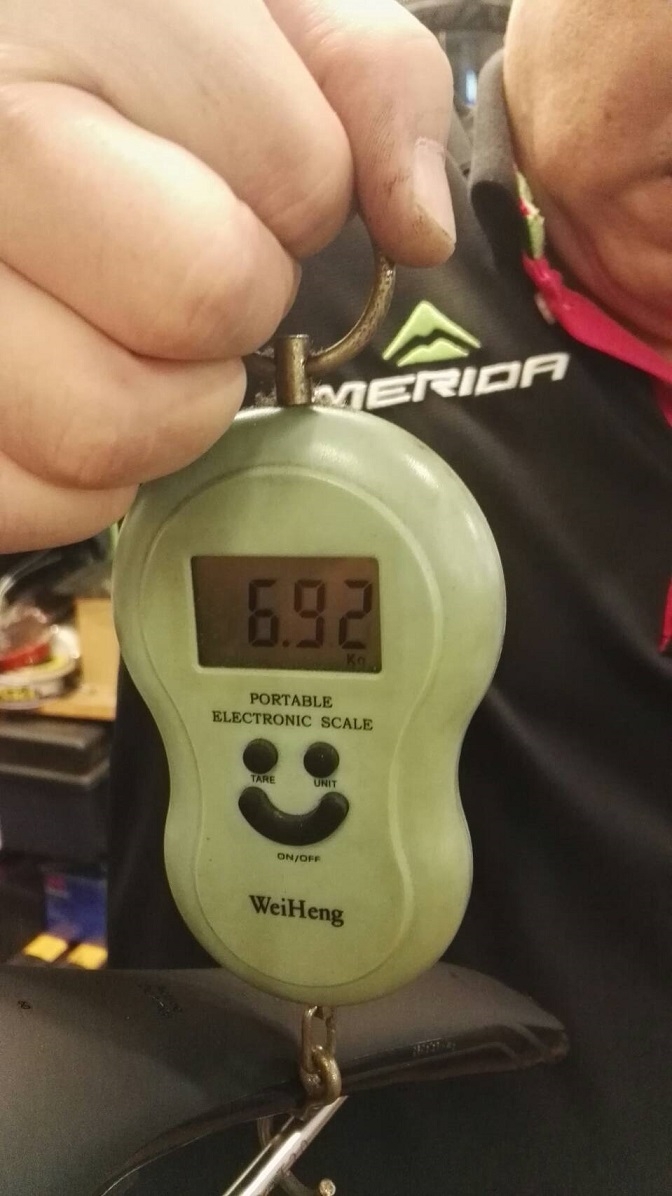 MERIDA
6.92
Kg
PORTABLE
ELECTRONIC SCALE
TARE UNIT
ON/OFF
WeiHeng